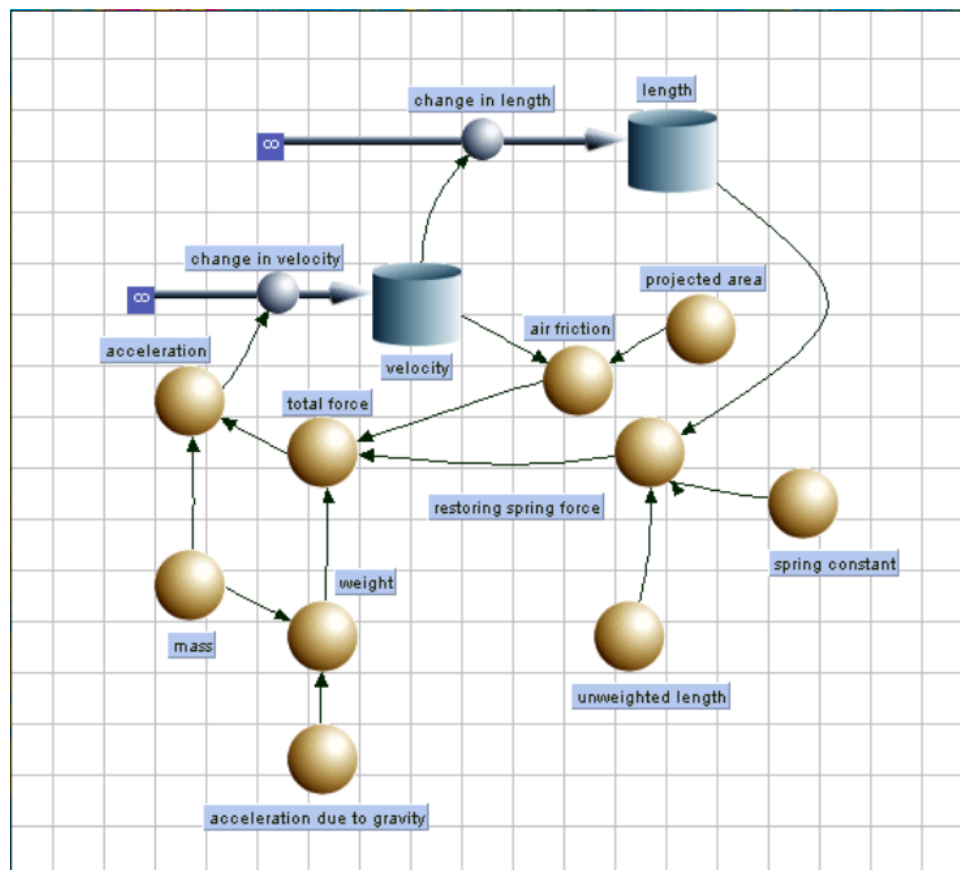 length
change in length
∞
change in velocity
∞
projected area
air friction
acceleration
velocity
total force
restoring spring force
spring constant
weight
mass
unweighted length
acceleration due to gravity